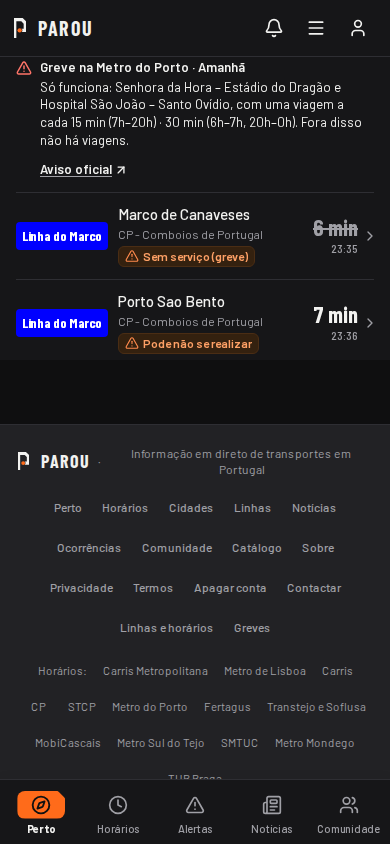 PAROU
Greve na Metro do Porto · Amanhã
Só funciona: Senhora da Hora – Estádio do Dragão e
Hospital São João – Santo Ovídio, com uma viagem a
cada 15 min (7h–20h) · 30 min (6h–7h, 20h–0h). Fora disso
não há viagens.
Aviso oficial
Linha do Marco
Marco de Canaveses
CP - Comboios de Portugal
Sem serviço (greve)
6 min
23:35
Linha do Marco
Porto Sao Bento
CP - Comboios de Portugal
Pode não se realizar
7 min
23:36
PAROU · Informação em direto de transportes em
Portugal
Perto Horários Cidades Linhas Notícias
Ocorrências Comunidade Catálogo Sobre
Privacidade Termos Apagar conta Contactar
Linhas e horários Greves
Horários: Carris Metropolitana Metro de Lisboa Carris
CP STCP Metro do Porto Fertagus Transtejo e Soflusa
MobiCascais Metro Sul do Tejo SMTUC Metro Mondego
TUB Braga
Perto Horários Alertas Notícias Comunidade